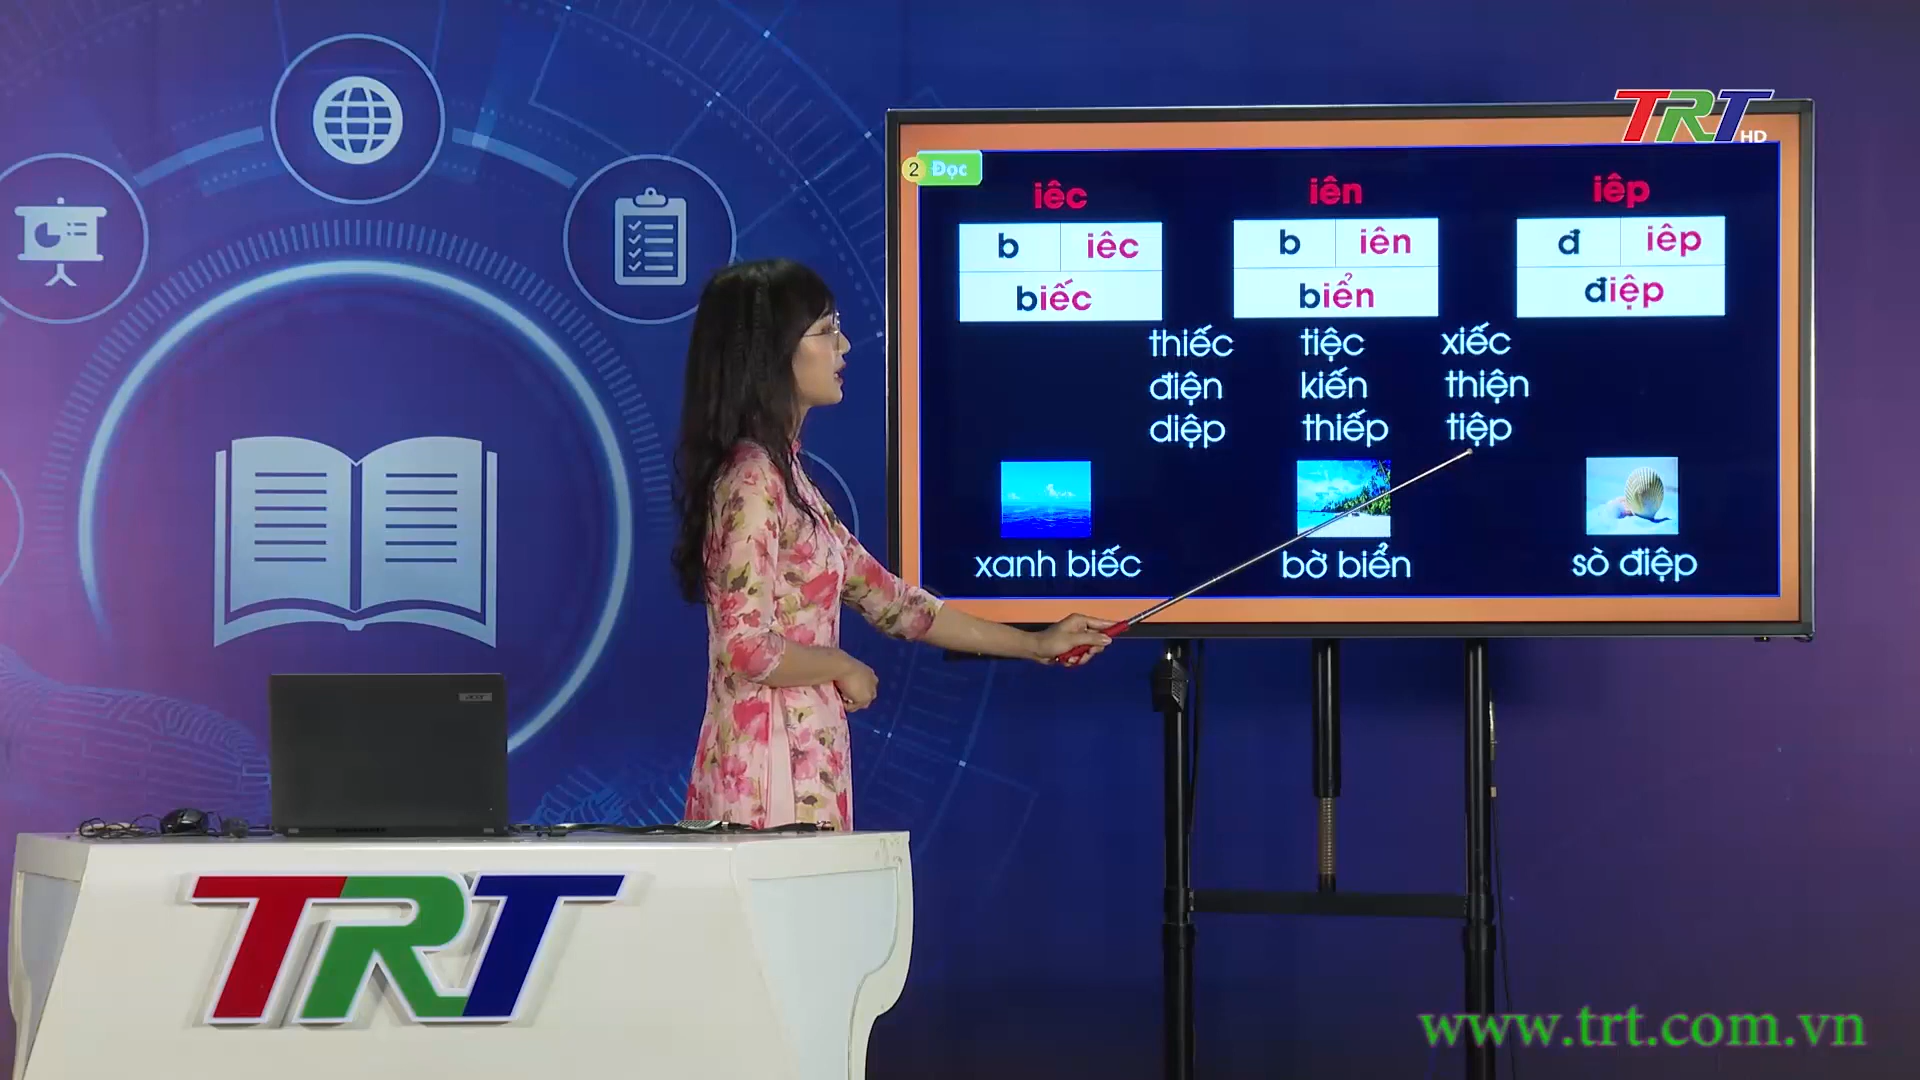 TRT HD
2 Đọc
iêc iên iêp
b iêc b iên đ iêp
biếc biển điệp
thiếc tiệc xiếc
điện kiến thiện
diệp thiếp tiệp
xanh biếc bờ biển sò điệp
acer
TRT
www.trt.com.vn